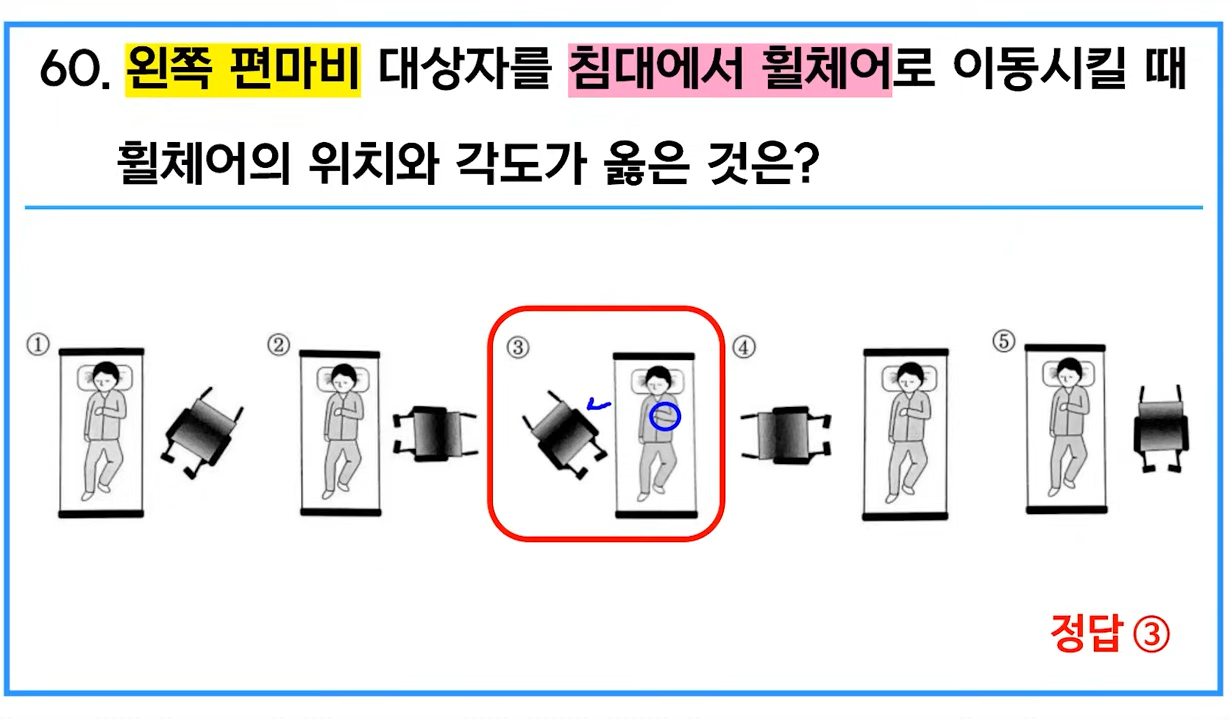 60. 왼쪽 편마비 대상자를 침대에서 휠체어로 이동시킬 때
휠체어의 위치와 각도가 옳은 것은?
①
②
③
④
⑤
정답 ③